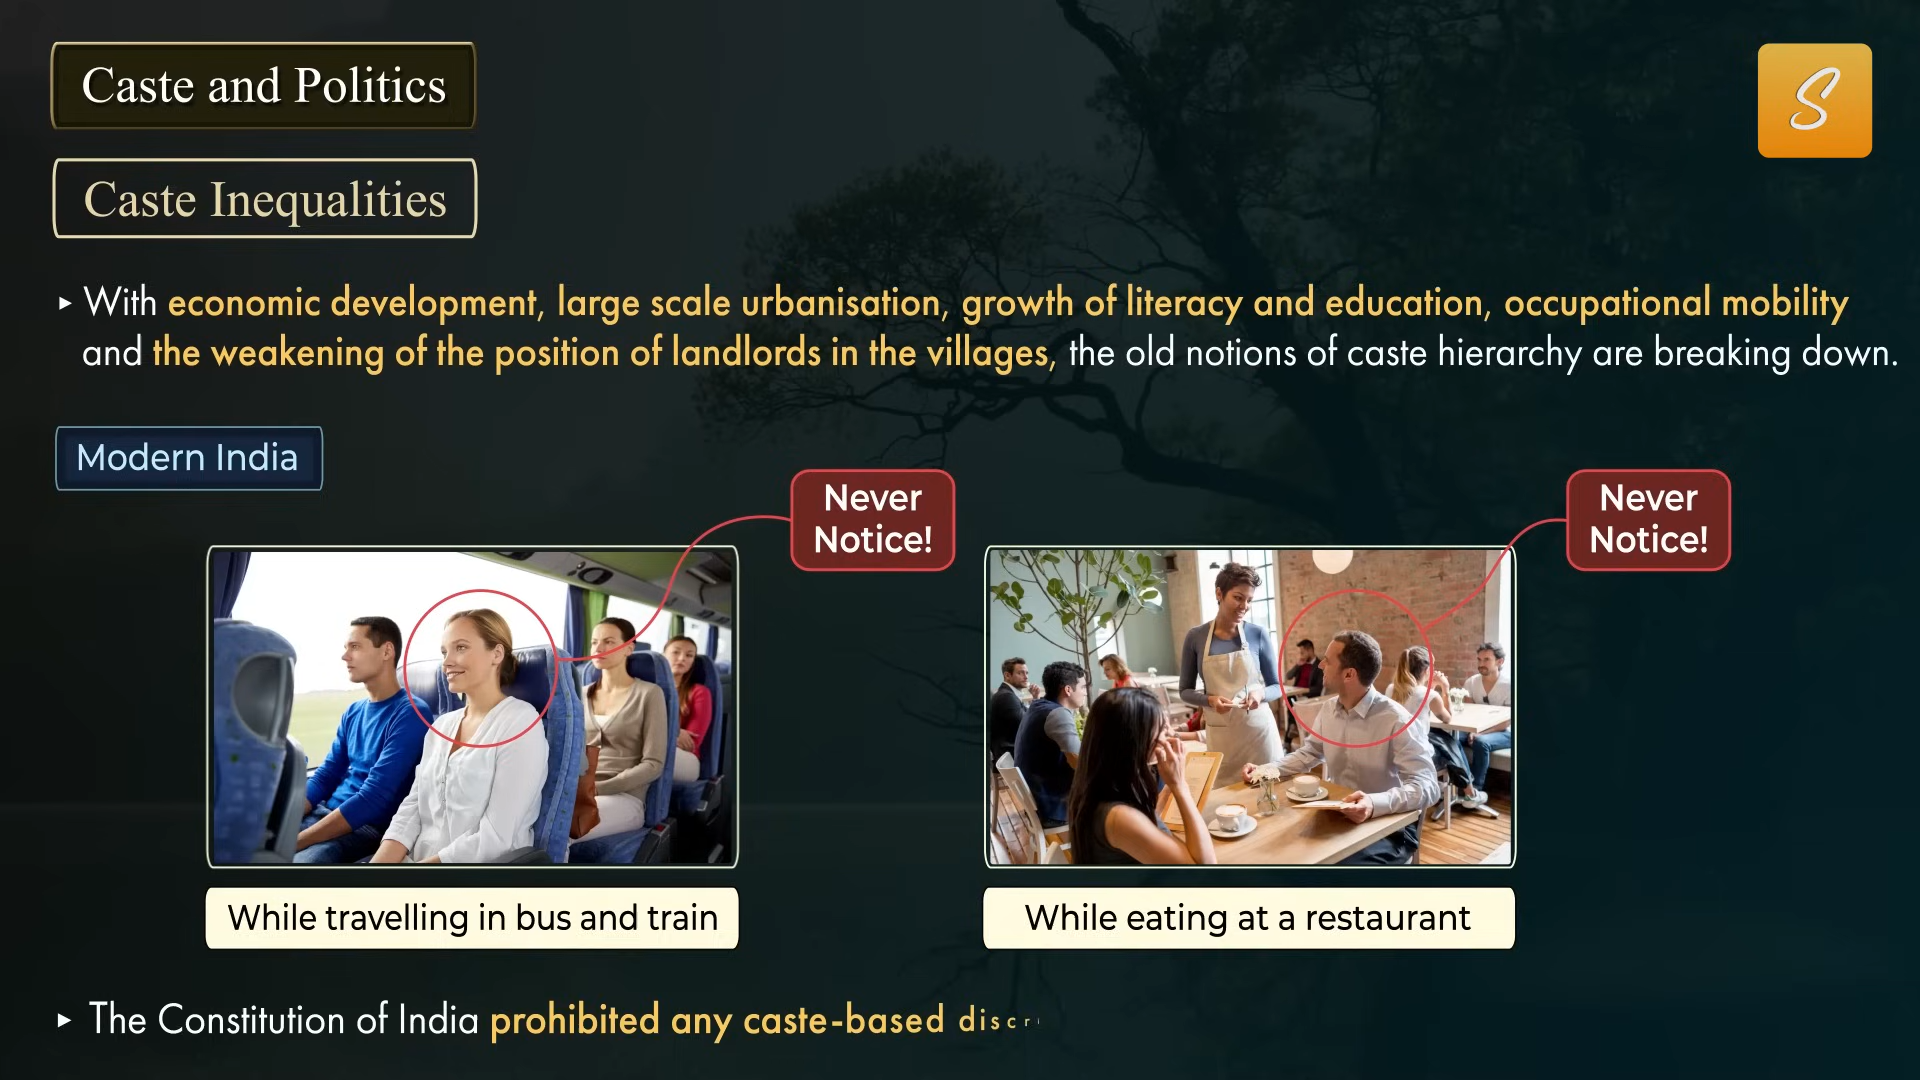 Caste and Politics
S
Caste Inequalities
▸ With economic development, large scale urbanisation, growth of literacy and education, occupational mobility
and the weakening of the position of landlords in the villages, the old notions of caste hierarchy are breaking down.
Modern India
Never
Notice!
Never
Notice!
While travelling in bus and train
While eating at a restaurant
▸ The Constitution of India prohibited any caste-based discri